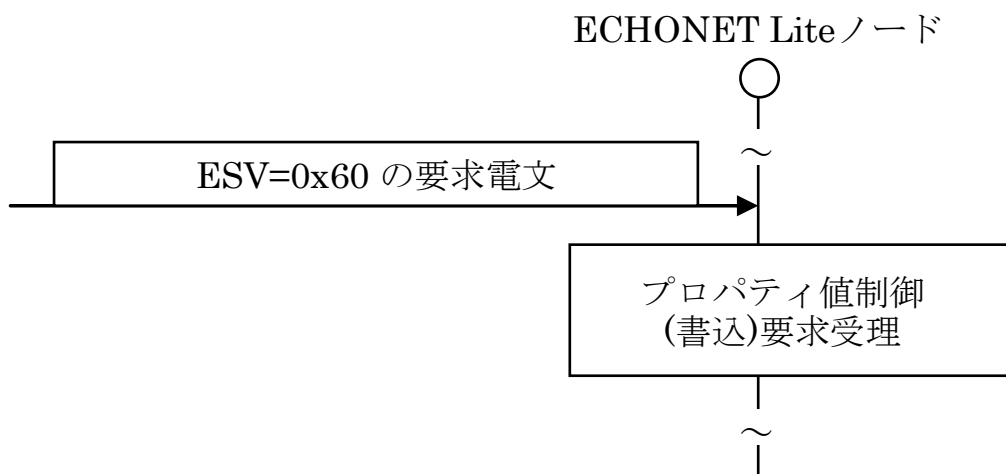 ECHONET Liteノード
～
ESV=0x60 の要求電文
プロパティ値制御
(書込)要求受理
～